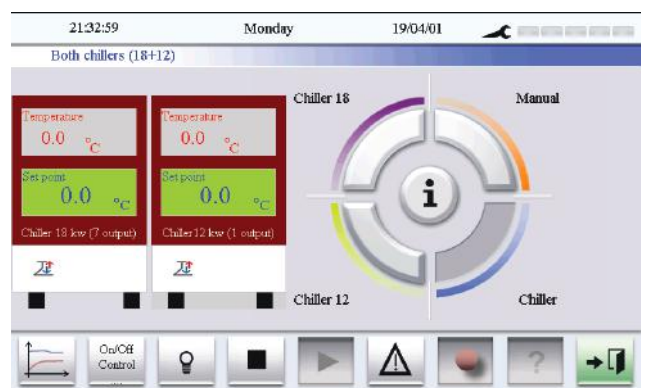 21:32:59 Monday 19/04/01
Both chillers (18+12)
Chiller 18 Manual
Temperature Temperature
0.0 °C 0.0 °C
Set point Set point
0.0 °C 0.0 °C
Chiller 18 kw (7 output) Chiller12 kw (1 output)
i
Chiller 12 Chiller
On/Off
Control
?